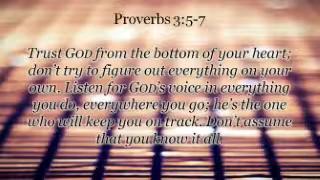 Proverbs 3:5-7
Trust GOD from the bottom of your heart;
don't try to figure out everything on your
own. Listen for GOD's voice in everything
you do, everywhere you go; he's the one
who will keep you on track. Don't assume
that you know it all.